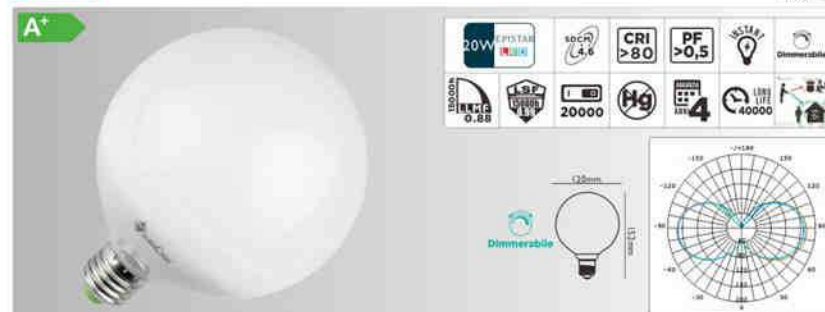 A+
20W EPISTAR
LED
SDCM
4,6
CRI
>80
PF
>0,5
INSTANT
Dimmerabile
15000h
LLMF
0.88
LSF
15000h
20000
Hg
ANNI 4
LONG
LIFE
40000
120mm
152mm
Dimmerabile
-/+180
-150
150
-120
120
-90
90
-60
60
-30
30
0